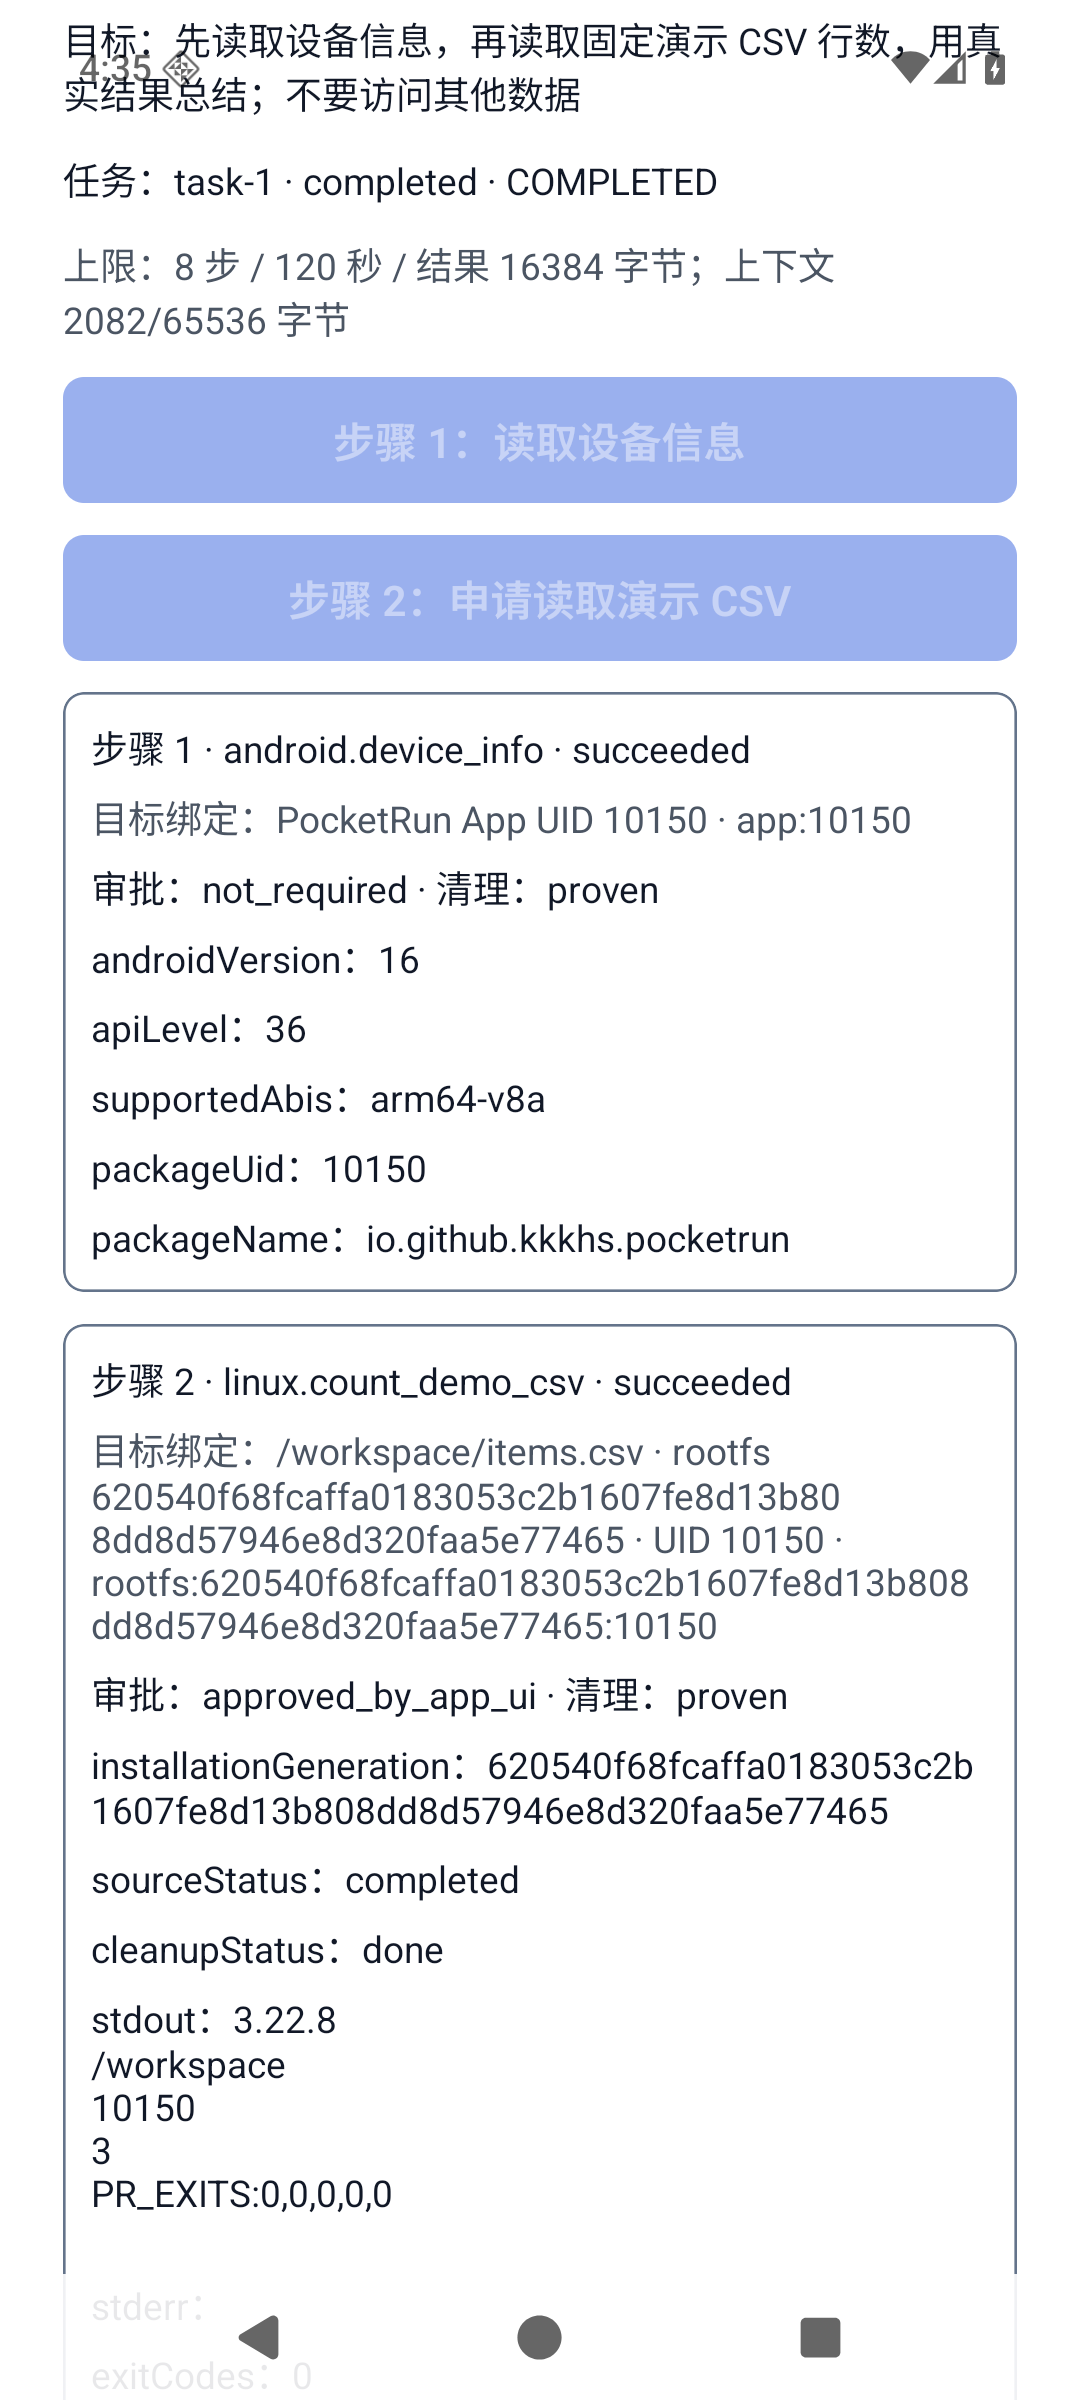 目标：先读取设备信息，再读取固定演示 CSV 行数，用真
4:35
实结果总结；不要访问其他数据
任务：task-1 · completed · COMPLETED
上限：8 步 / 120 秒 / 结果 16384 字节；上下文
2082/65536 字节
步骤 1：读取设备信息
步骤 2：申请读取演示 CSV
步骤 1 · android.device_info · succeeded
目标绑定：PocketRun App UID 10150 · app:10150
审批：not_required · 清理：proven
androidVersion：16
apiLevel：36
supportedAbis：arm64-v8a
packageUid：10150
packageName：io.github.kkkhs.pocketrun
步骤 2 · linux.count_demo_csv · succeeded
目标绑定：/workspace/items.csv · rootfs
620540f68fcaffa0183053c2b1607fe8d13b80
8dd8d57946e8d320faa5e77465 · UID 10150 ·
rootfs:620540f68fcaffa0183053c2b1607fe8d13b808
dd8d57946e8d320faa5e77465:10150
审批：approved_by_app_ui · 清理：proven
installationGeneration：620540f68fcaffa0183053c2b
1607fe8d13b808dd8d57946e8d320faa5e77465
sourceStatus：completed
cleanupStatus：done
stdout：3.22.8
/workspace
10150
3
PR_EXITS:0,0,0,0,0
stderr：
exitCodes：0